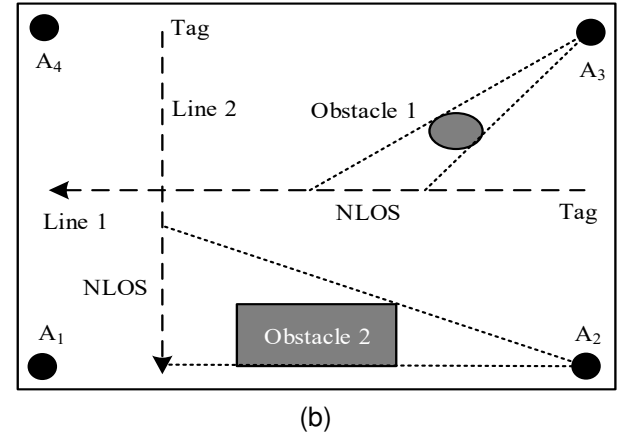 Tag
A4
A3
Line 2
Obstacle 1
NLOS
Line 1
Tag
NLOS
A1
Obstacle 2
A2
(b)